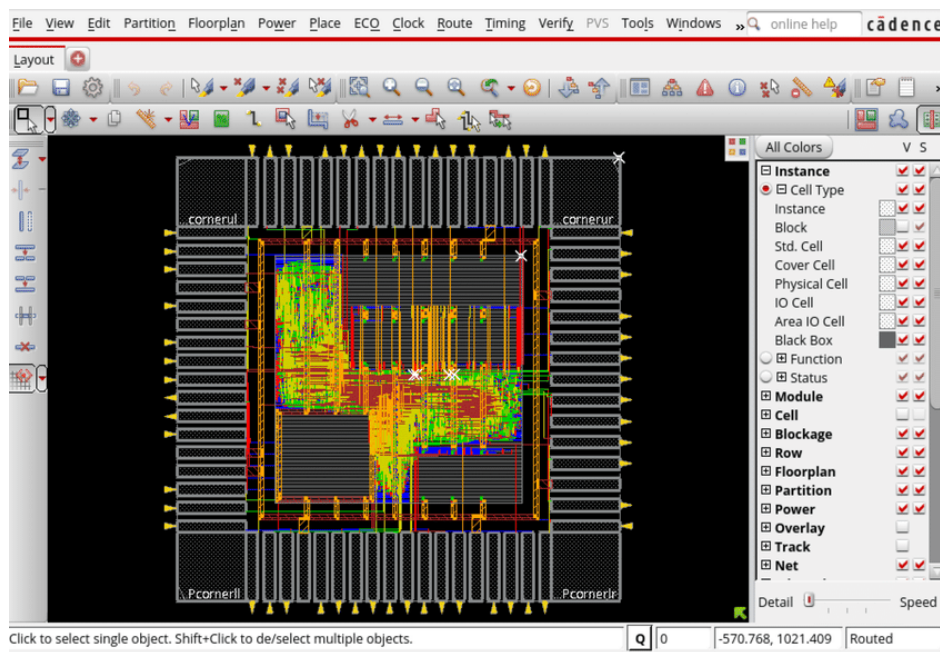 File Edit View Partition Floorplan Power Place ECO Clock Route Timing Verify PVS Tools Windows » online help cādence
Layout
All Colors V S
Instance
Cell Type
Instance
Block
Std. Cell
Cover Cell
Physical Cell
IO Cell
Area IO Cell
Black Box
Function
Status
Module
Cell
Blockage
Row
Floorplan
Partition
Power
Overlay
Track
Net
cornerul
cornerur
Pcornerll
Pcornerlr
Detail Speed
Click to select single object. Shift+Click to de/select multiple objects. Q 0 -570.768, 1021.409 Routed